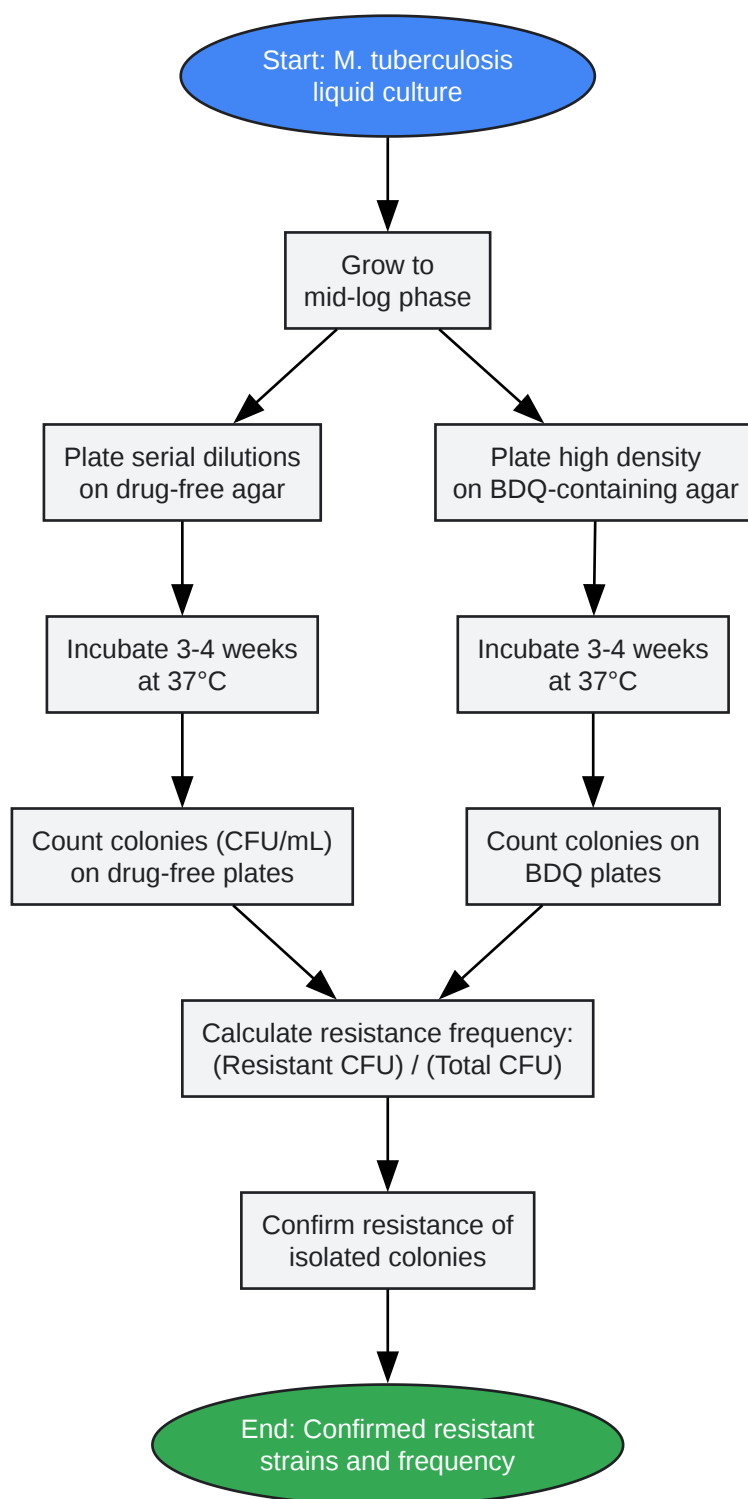 Start: M. tuberculosis
liquid culture
Grow to
mid-log phase
Plate serial dilutions
on drug-free agar
Plate high density
on BDQ-containing agar
Incubate 3-4 weeks
at 37°C
Incubate 3-4 weeks
at 37°C
Count colonies (CFU/mL)
on drug-free plates
Count colonies on
BDQ plates
Calculate resistance frequency:
(Resistant CFU) / (Total CFU)
Confirm resistance of
isolated colonies
End: Confirmed resistant
strains and frequency